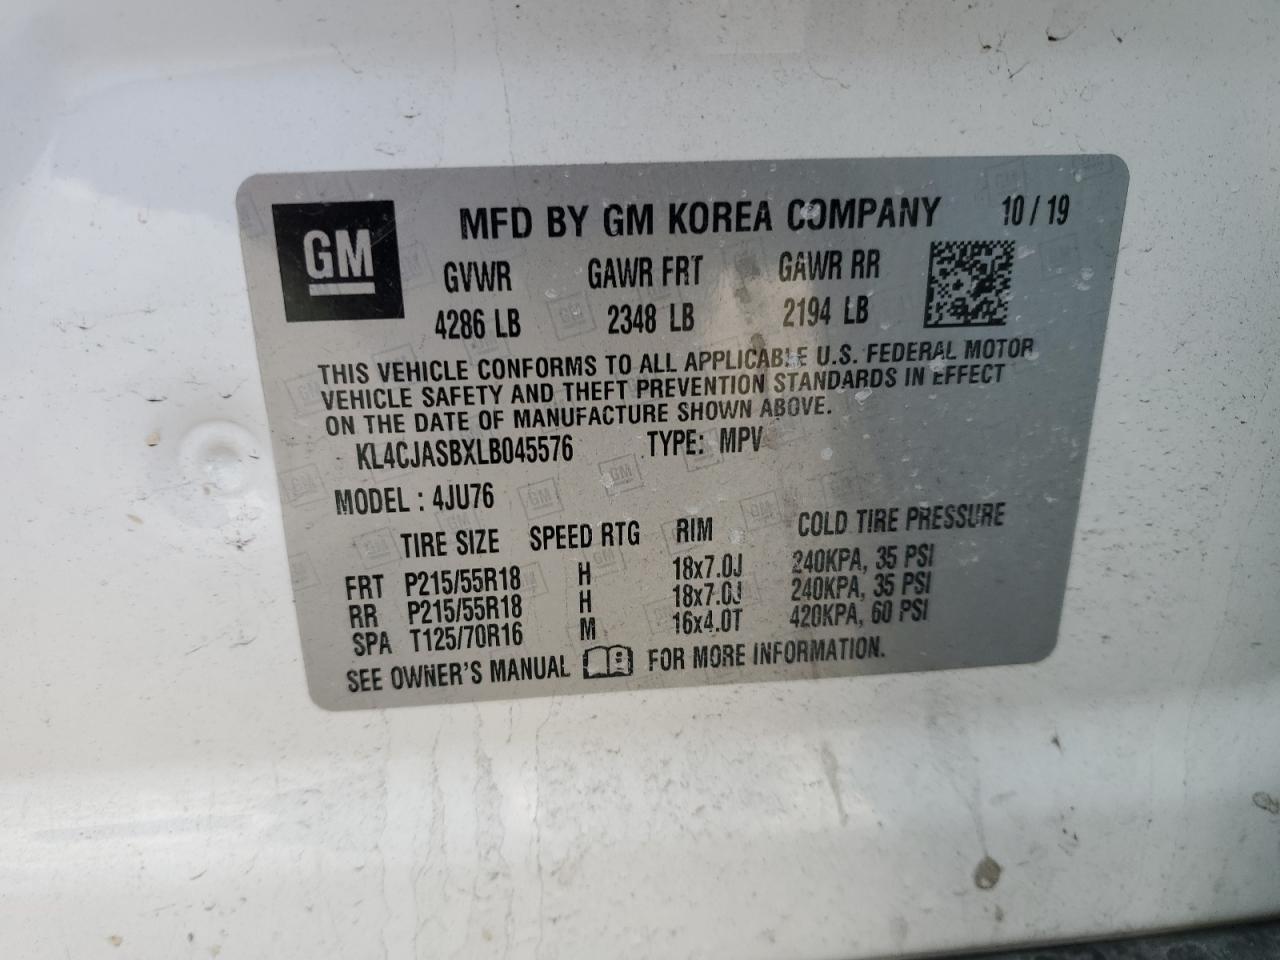 GM
MFD BY GM KOREA COMPANY 10 / 19
GVWR GAWR FRT GAWR RR
4286 LB 2348 LB 2194 LB
THIS VEHICLE CONFORMS TO ALL APPLICABLE U.S. FEDERAL MOTOR
VEHICLE SAFETY AND THEFT PREVENTION STANDARDS IN EFFECT
ON THE DATE OF MANUFACTURE SHOWN ABOVE.
KL4CJASBXLB045576 TYPE: MPV
MODEL : 4JU76
TIRE SIZE SPEED RTG RIM COLD TIRE PRESSURE
FRT P215/55R18 H 18x7.0J 240KPA, 35 PSI
RR P215/55R18 H 18x7.0J 240KPA, 35 PSI
SPA T125/70R16 M 16x4.0T 420KPA, 60 PSI
SEE OWNER'S MANUAL FOR MORE INFORMATION.